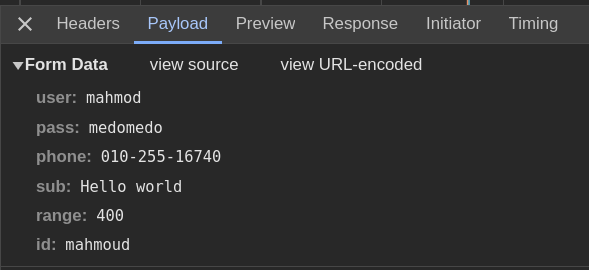 Headers Payload Preview Response Initiator Timing
Form Data view source view URL-encoded
user: mahmod
pass: medomedo
phone: 010-255-16740
sub: Hello world
range: 400
id: mahmoud